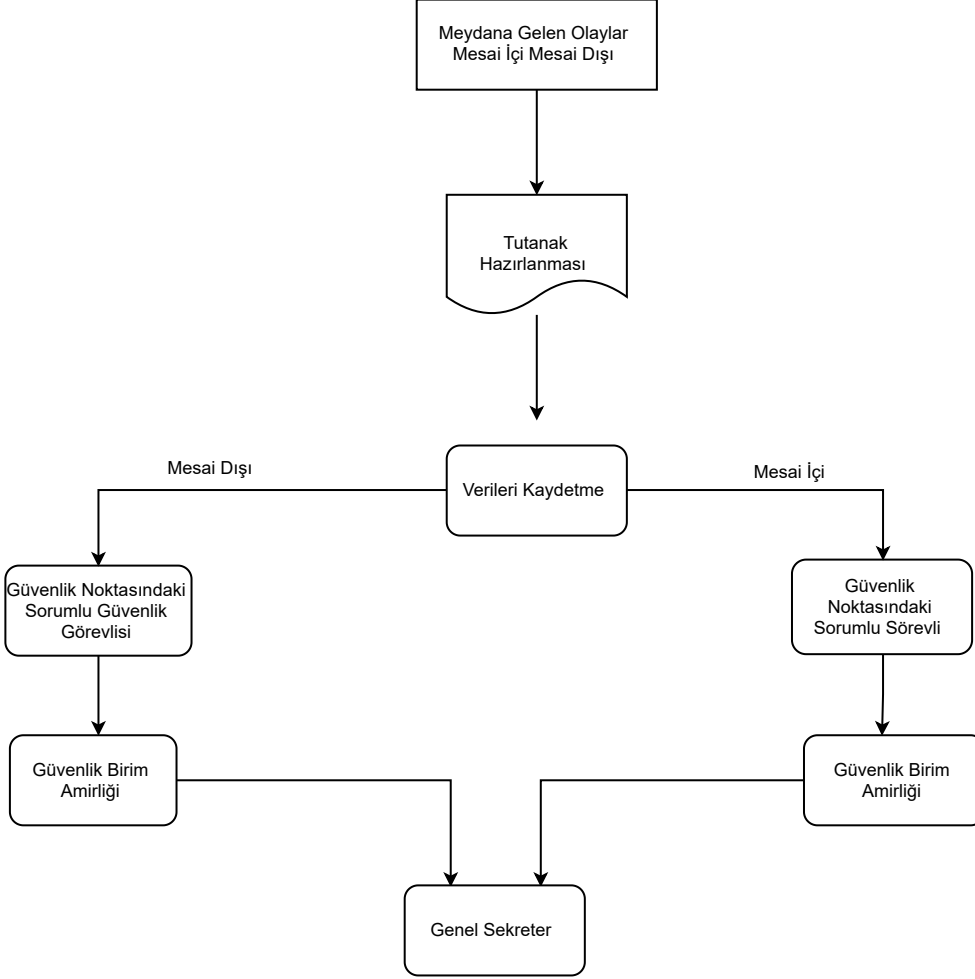 Meydana Gelen Olaylar
Mesai İçi Mesai Dışı
Tutanak
Hazırlanması
Mesai Dışı
Verileri Kaydetme
Mesai İçi
Güvenlik Noktasındaki
Sorumlu Güvenlik
Görevlisi
Güvenlik
Noktasındaki
Sorumlu Sörevli
Güvenlik Birim
Amirliği
Güvenlik Birim
Amirliği
Genel Sekreter